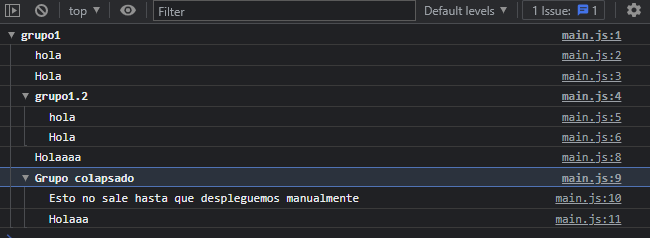 top ▼ Filter Default levels ▼ 1 Issue: 1
▼ grupo1 main.js:1
hola main.js:2
Hola main.js:3
▼ grupo1.2 main.js:4
hola main.js:5
Hola main.js:6
Holaaaa main.js:8
▼ Grupo colapsado main.js:9
Esto no sale hasta que despleguemos manualmente main.js:10
Holaaa main.js:11